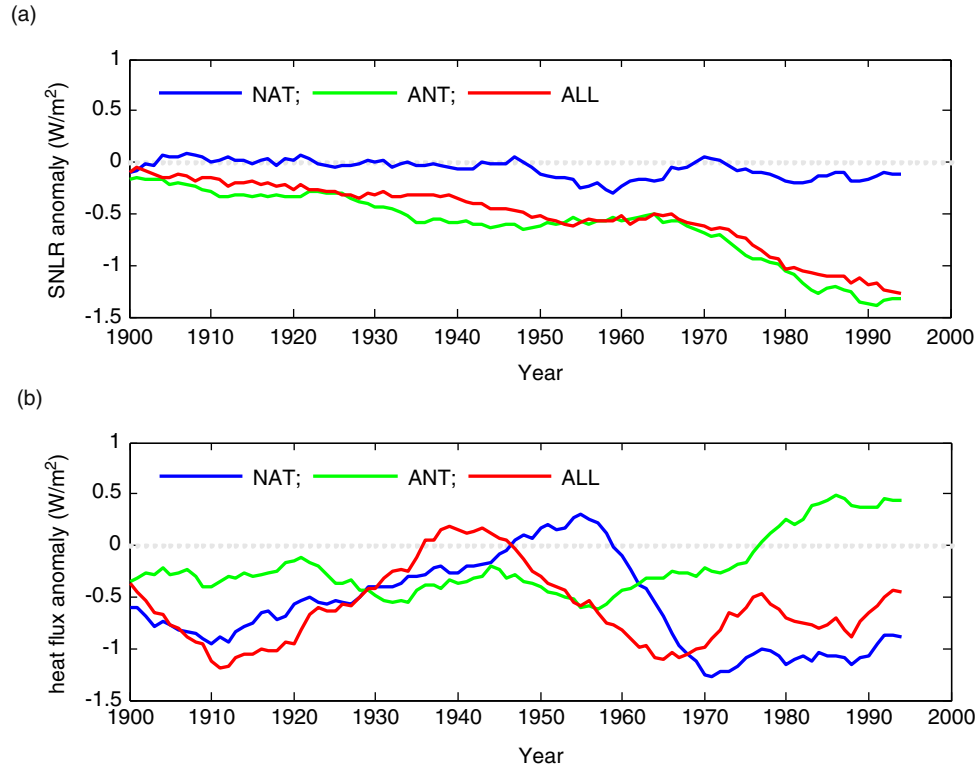 (a)
SNLR anomaly (W/m²)
1
0.5
0
-0.5
-1
-1.5
NAT; ANT; ALL
1900 1910 1920 1930 1940 1950 1960 1970 1980 1990 2000
Year
(b)
heat flux anomaly (W/m²)
1
0.5
0
-0.5
-1
-1.5
NAT; ANT; ALL
1900 1910 1920 1930 1940 1950 1960 1970 1980 1990 2000
Year